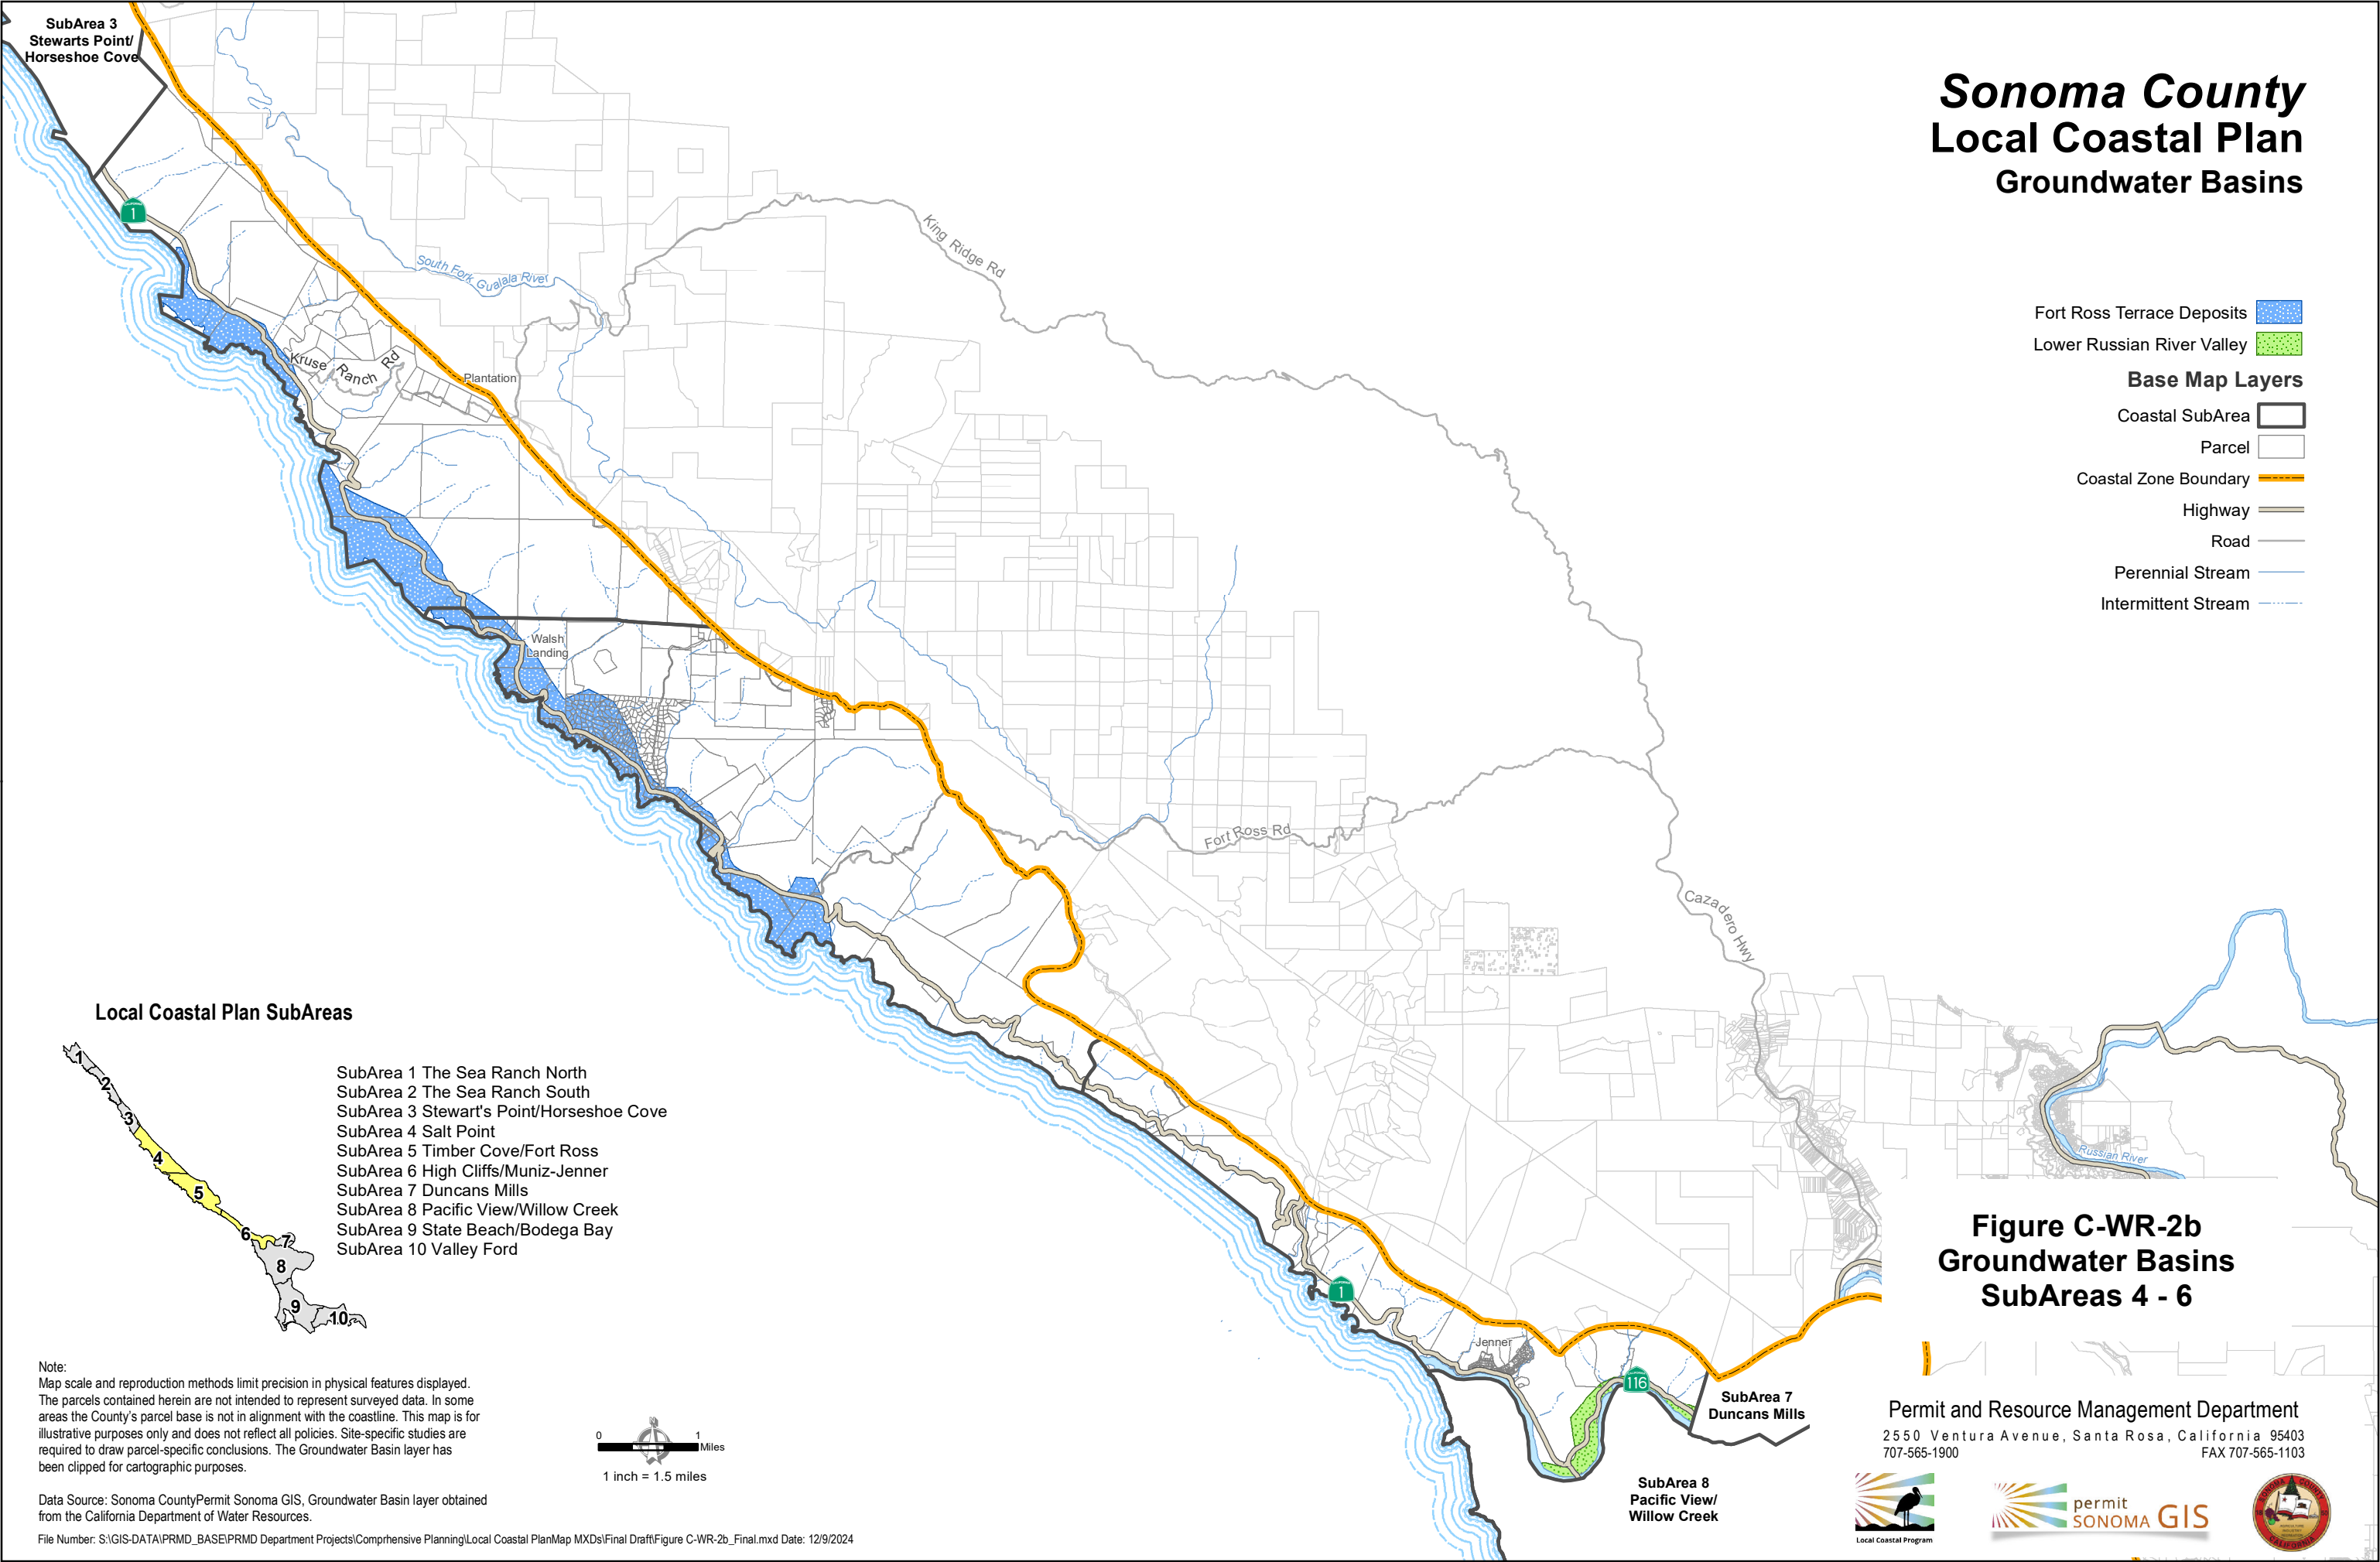 SubArea 3
Stewarts Point/
Horseshoe Cove
Sonoma County
Local Coastal Plan
Groundwater Basins
1
King Ridge Rd
South Fork Gualala River
Kruse Ranch Rd
Plantation
Fort Ross Terrace Deposits
Lower Russian River Valley
Base Map Layers
Coastal SubArea
Parcel
Coastal Zone Boundary
Highway
Road
Perennial Stream
Intermittent Stream
Walsh
Landing
Fort Ross Rd
Cazadero Hwy
Russian River
Local Coastal Plan SubAreas
1
2
3
4
5
6
7
8
9
10
SubArea 1 The Sea Ranch North
SubArea 2 The Sea Ranch South
SubArea 3 Stewart's Point/Horseshoe Cove
SubArea 4 Salt Point
SubArea 5 Timber Cove/Fort Ross
SubArea 6 High Cliffs/Muniz-Jenner
SubArea 7 Duncans Mills
SubArea 8 Pacific View/Willow Creek
SubArea 9 State Beach/Bodega Bay
SubArea 10 Valley Ford
Figure C-WR-2b
Groundwater Basins
SubAreas 4 - 6
1
Jenner
116
SubArea 7
Duncans Mills
SubArea 8
Pacific View/
Willow Creek
Note:
Map scale and reproduction methods limit precision in physical features displayed.
The parcels contained herein are not intended to represent surveyed data. In some
areas the County's parcel base is not in alignment with the coastline. This map is for
illustrative purposes only and does not reflect all policies. Site-specific studies are
required to draw parcel-specific conclusions. The Groundwater Basin layer has
been clipped for cartographic purposes.
Data Source: Sonoma CountyPermit Sonoma GIS, Groundwater Basin layer obtained
from the California Department of Water Resources.
File Number: S:\GIS-DATA\PRMD_BASE\PRMD Department Projects\Comprhensive Planning\Local Coastal PlanMap MXDs\Final Draft\Figure C-WR-2b_Final.mxd Date: 12/9/2024
0 1
Miles
1 inch = 1.5 miles
Permit and Resource Management Department
2550 Ventura Avenue, Santa Rosa, California 95403
707-565-1900 FAX 707-565-1103
Local Coastal Program
permit
SONOMA GIS
SONOMA COUNTY
CALIFORNIA